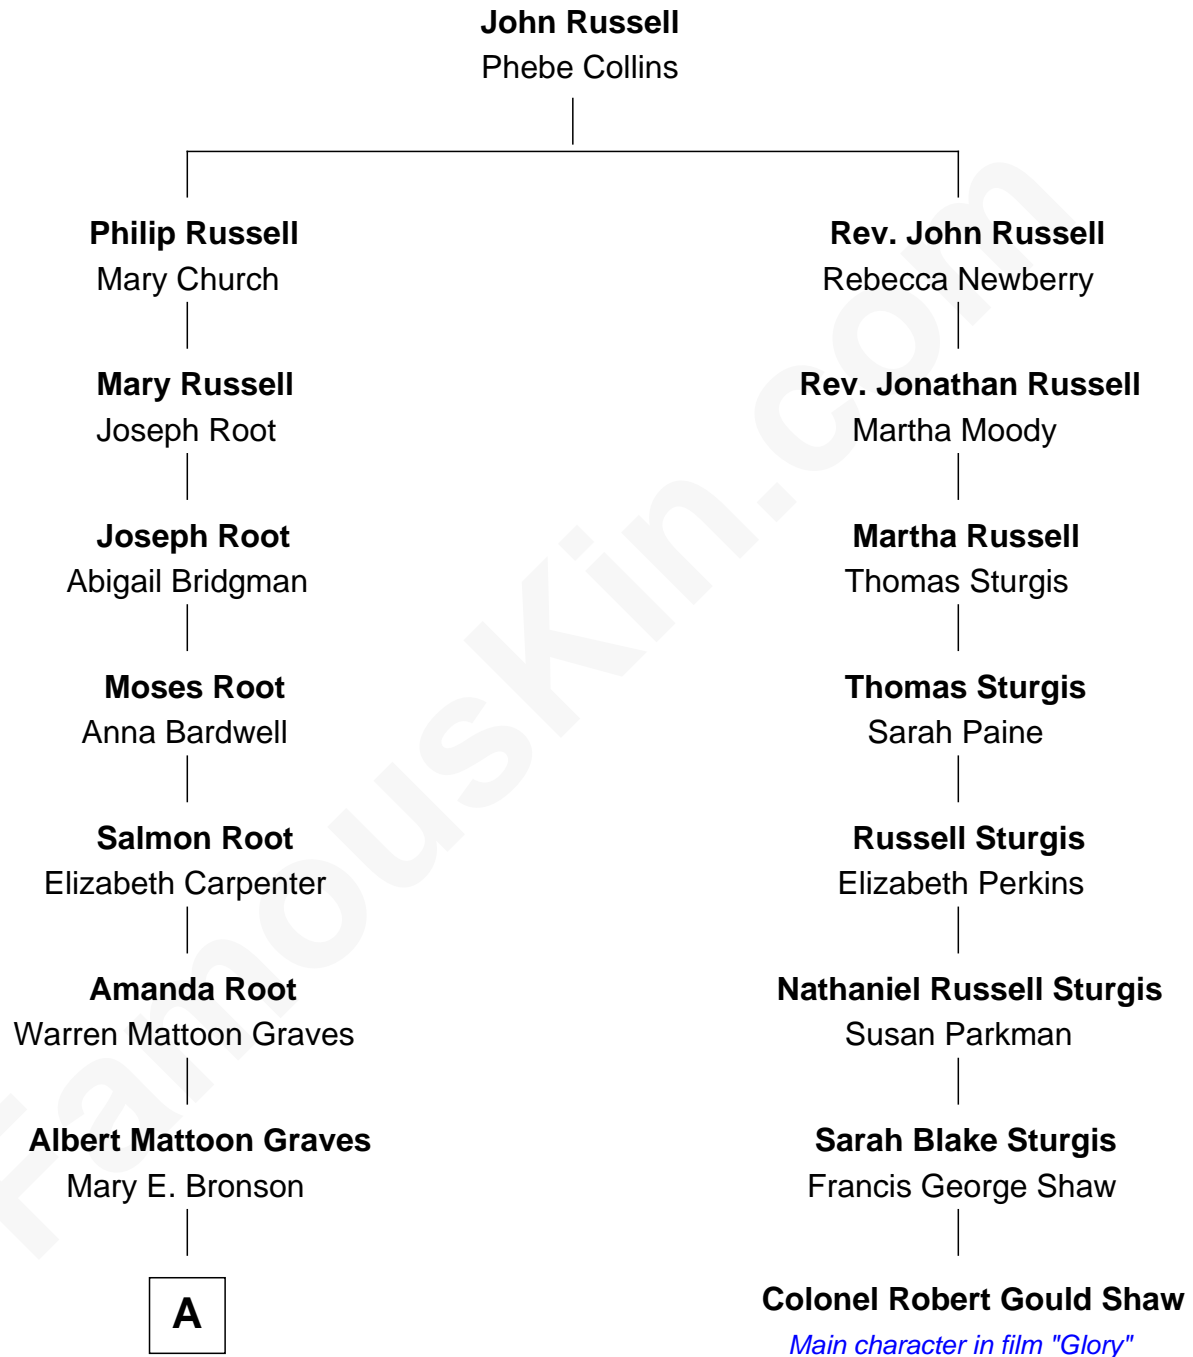 John Russell
Phebe Collins
Philip Russell
Mary Church
Rev. John Russell
Rebecca Newberry
Mary Russell
Joseph Root
Rev. Jonathan Russell
Martha Moody
Joseph Root
Abigail Bridgman
Martha Russell
Thomas Sturgis
Moses Root
Anna Bardwell
Thomas Sturgis
Sarah Paine
Salmon Root
Elizabeth Carpenter
Russell Sturgis
Elizabeth Perkins
Amanda Root
Warren Mattoon Graves
Nathaniel Russell Sturgis
Susan Parkman
Albert Mattoon Graves
Mary E. Bronson
Sarah Blake Sturgis
Francis George Shaw
A
Colonel Robert Gould Shaw
Main character in film "Glory"
FamousKin.com